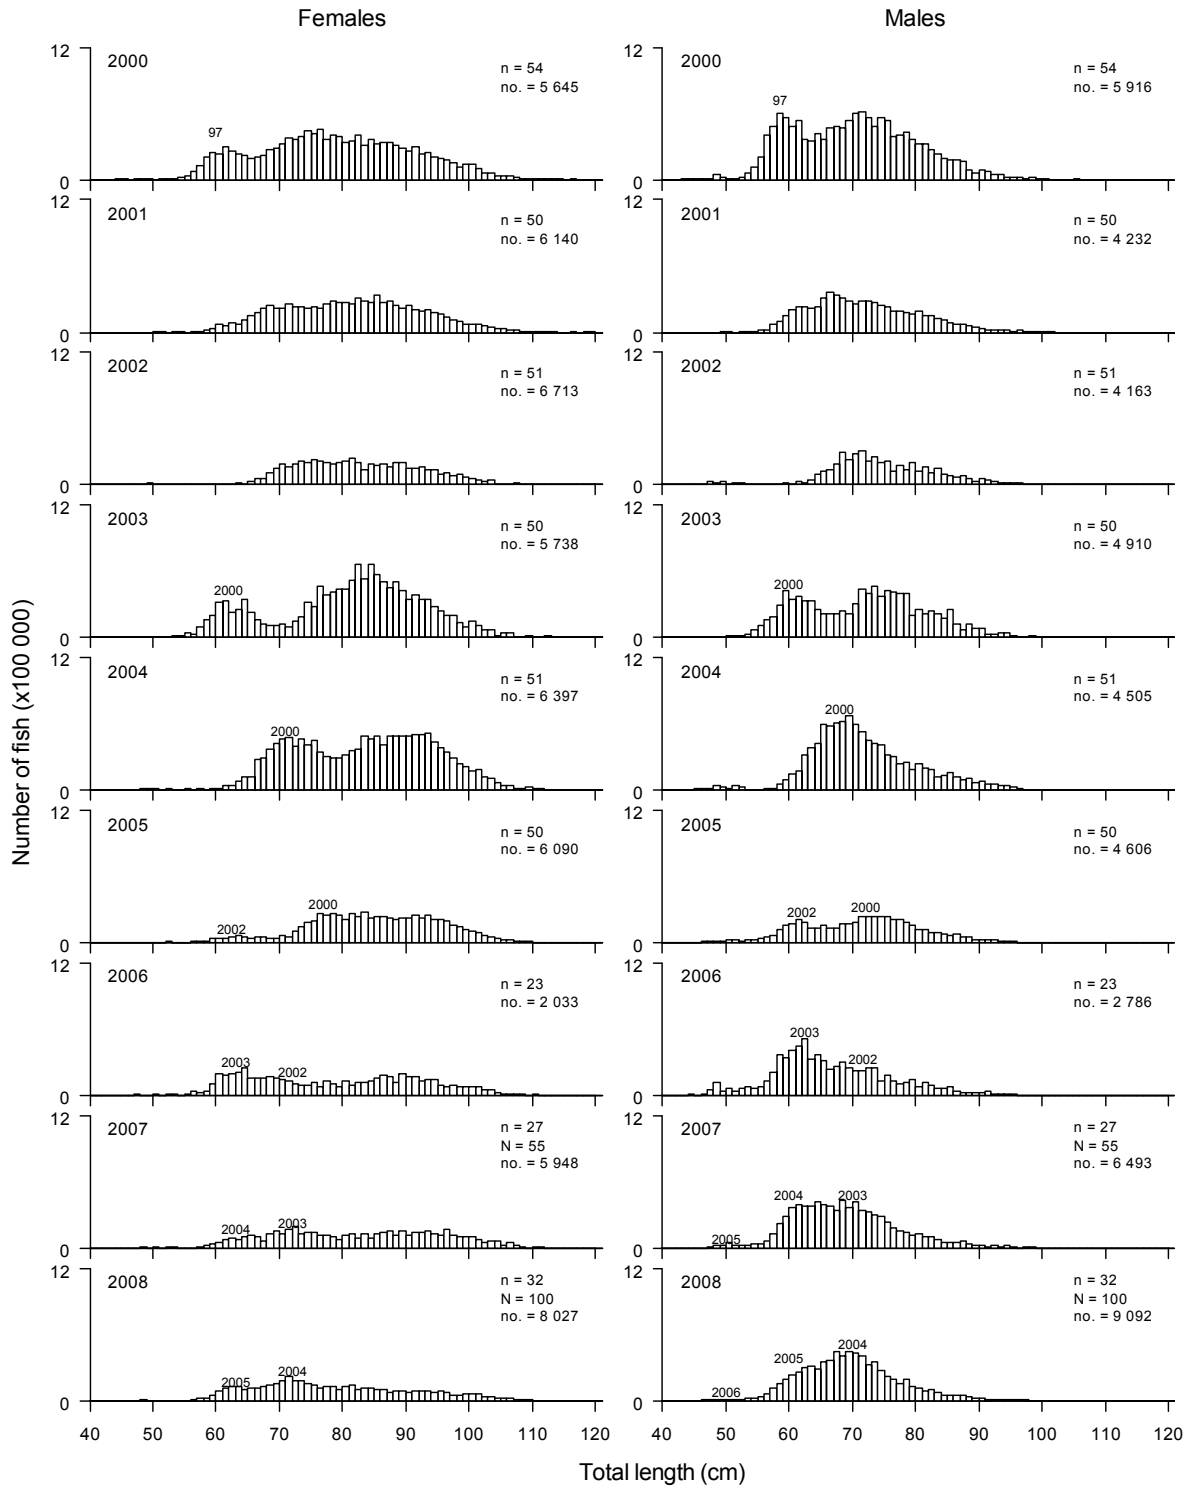 Females
Males
Number of fish (x100 000)
12
2000
n = 54
no. = 5 645
97
0
2000
n = 54
no. = 5 916
97
12
2001
n = 50
no. = 6 140
0
2001
n = 50
no. = 4 232
12
2002
n = 51
no. = 6 713
0
2002
n = 51
no. = 4 163
12
2003
n = 50
no. = 5 738
2000
0
2003
n = 50
no. = 4 910
2000
12
2004
n = 51
no. = 6 397
2000
0
2004
n = 51
no. = 4 505
2000
12
2005
n = 50
no. = 6 090
2002
2000
0
2005
n = 50
no. = 4 606
2002
2000
12
2006
n = 23
no. = 2 033
2003
2002
0
2006
n = 23
no. = 2 786
2003
2002
12
2007
n = 27
N = 55
no. = 5 948
2004
2003
0
2007
n = 27
N = 55
no. = 6 493
2005
2004
2003
12
2008
n = 32
N = 100
no. = 8 027
2005
2004
0
2008
n = 32
N = 100
no. = 9 092
2006
2005
2004
12
0
12
0
12
0
12
0
12
0
12
0
12
0
12
0
12
0
40 50 60 70 80 90 100 110 120
40 50 60 70 80 90 100 110 120
Total length (cm)